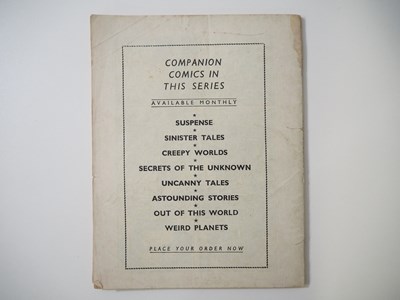 COMPANION
COMICS IN
THIS SERIES
AVAILABLE MONTHLY
★
SUSPENSE
★
SINISTER TALES
★
CREEPY WORLDS
★
SECRETS OF THE UNKNOWN
★
UNCANNY TALES
★
ASTOUNDING STORIES
★
OUT OF THIS WORLD
★
WEIRD PLANETS
PLACE YOUR ORDER NOW